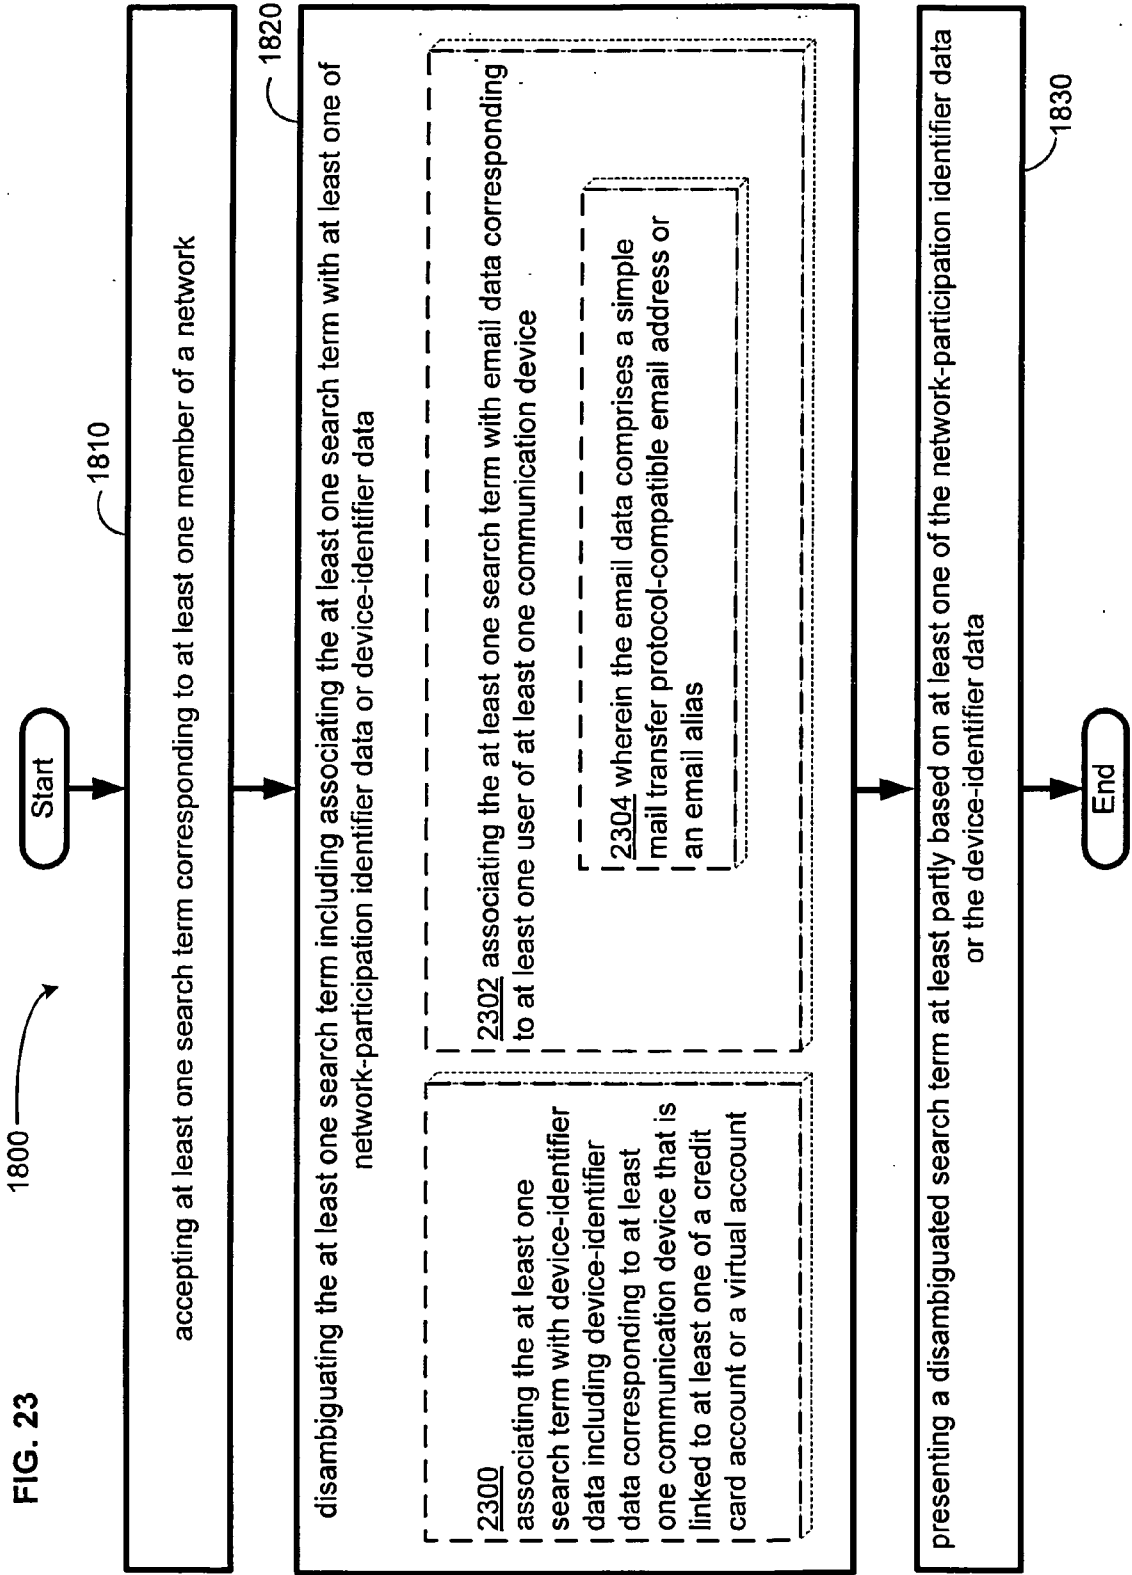 FIG. 23
1800
Start
1810
accepting at least one search term corresponding to at least one member of a network
1820
disambiguating the at least one search term including associating the at least one search term with at least one of
network-participation identifier data or device-identifier data
2300
associating the at least one
search term with device-identifier
data including device-identifier
data corresponding to at least
one communication device that is
linked to at least one of a credit
card account or a virtual account
2302 associating the at least one search term with email data corresponding
to at least one user of at least one communication device
2304 wherein the email data comprises a simple
mail transfer protocol-compatible email address or
an email alias
1830
presenting a disambiguated search term at least partly based on at least one of the network-participation identifier data
or the device-identifier data
End